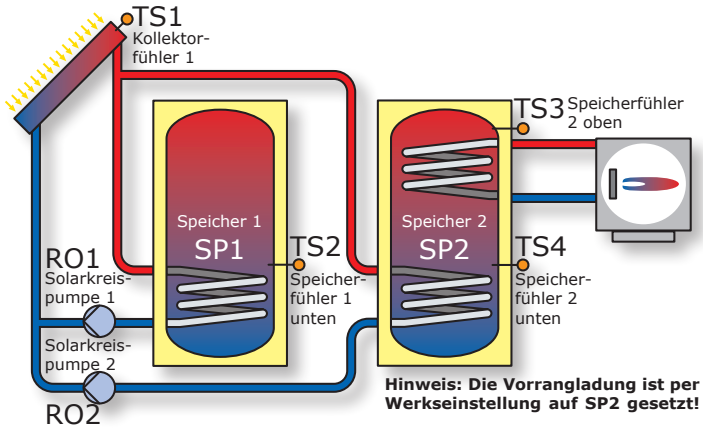 TS1
Kollektor-
fühler 1
TS3 Speicherfühler
2 oben
Speicher 1
SP1
Speicher 2
SP2
RO1
Solarkreis-
pumpe 1
TS2
Speicher-
fühler 1
unten
TS4
Speicher-
fühler 2
unten
Solarkreis-
pumpe 2
RO2
Hinweis: Die Vorrangladung ist per
Werkseinstellung auf SP2 gesetzt!